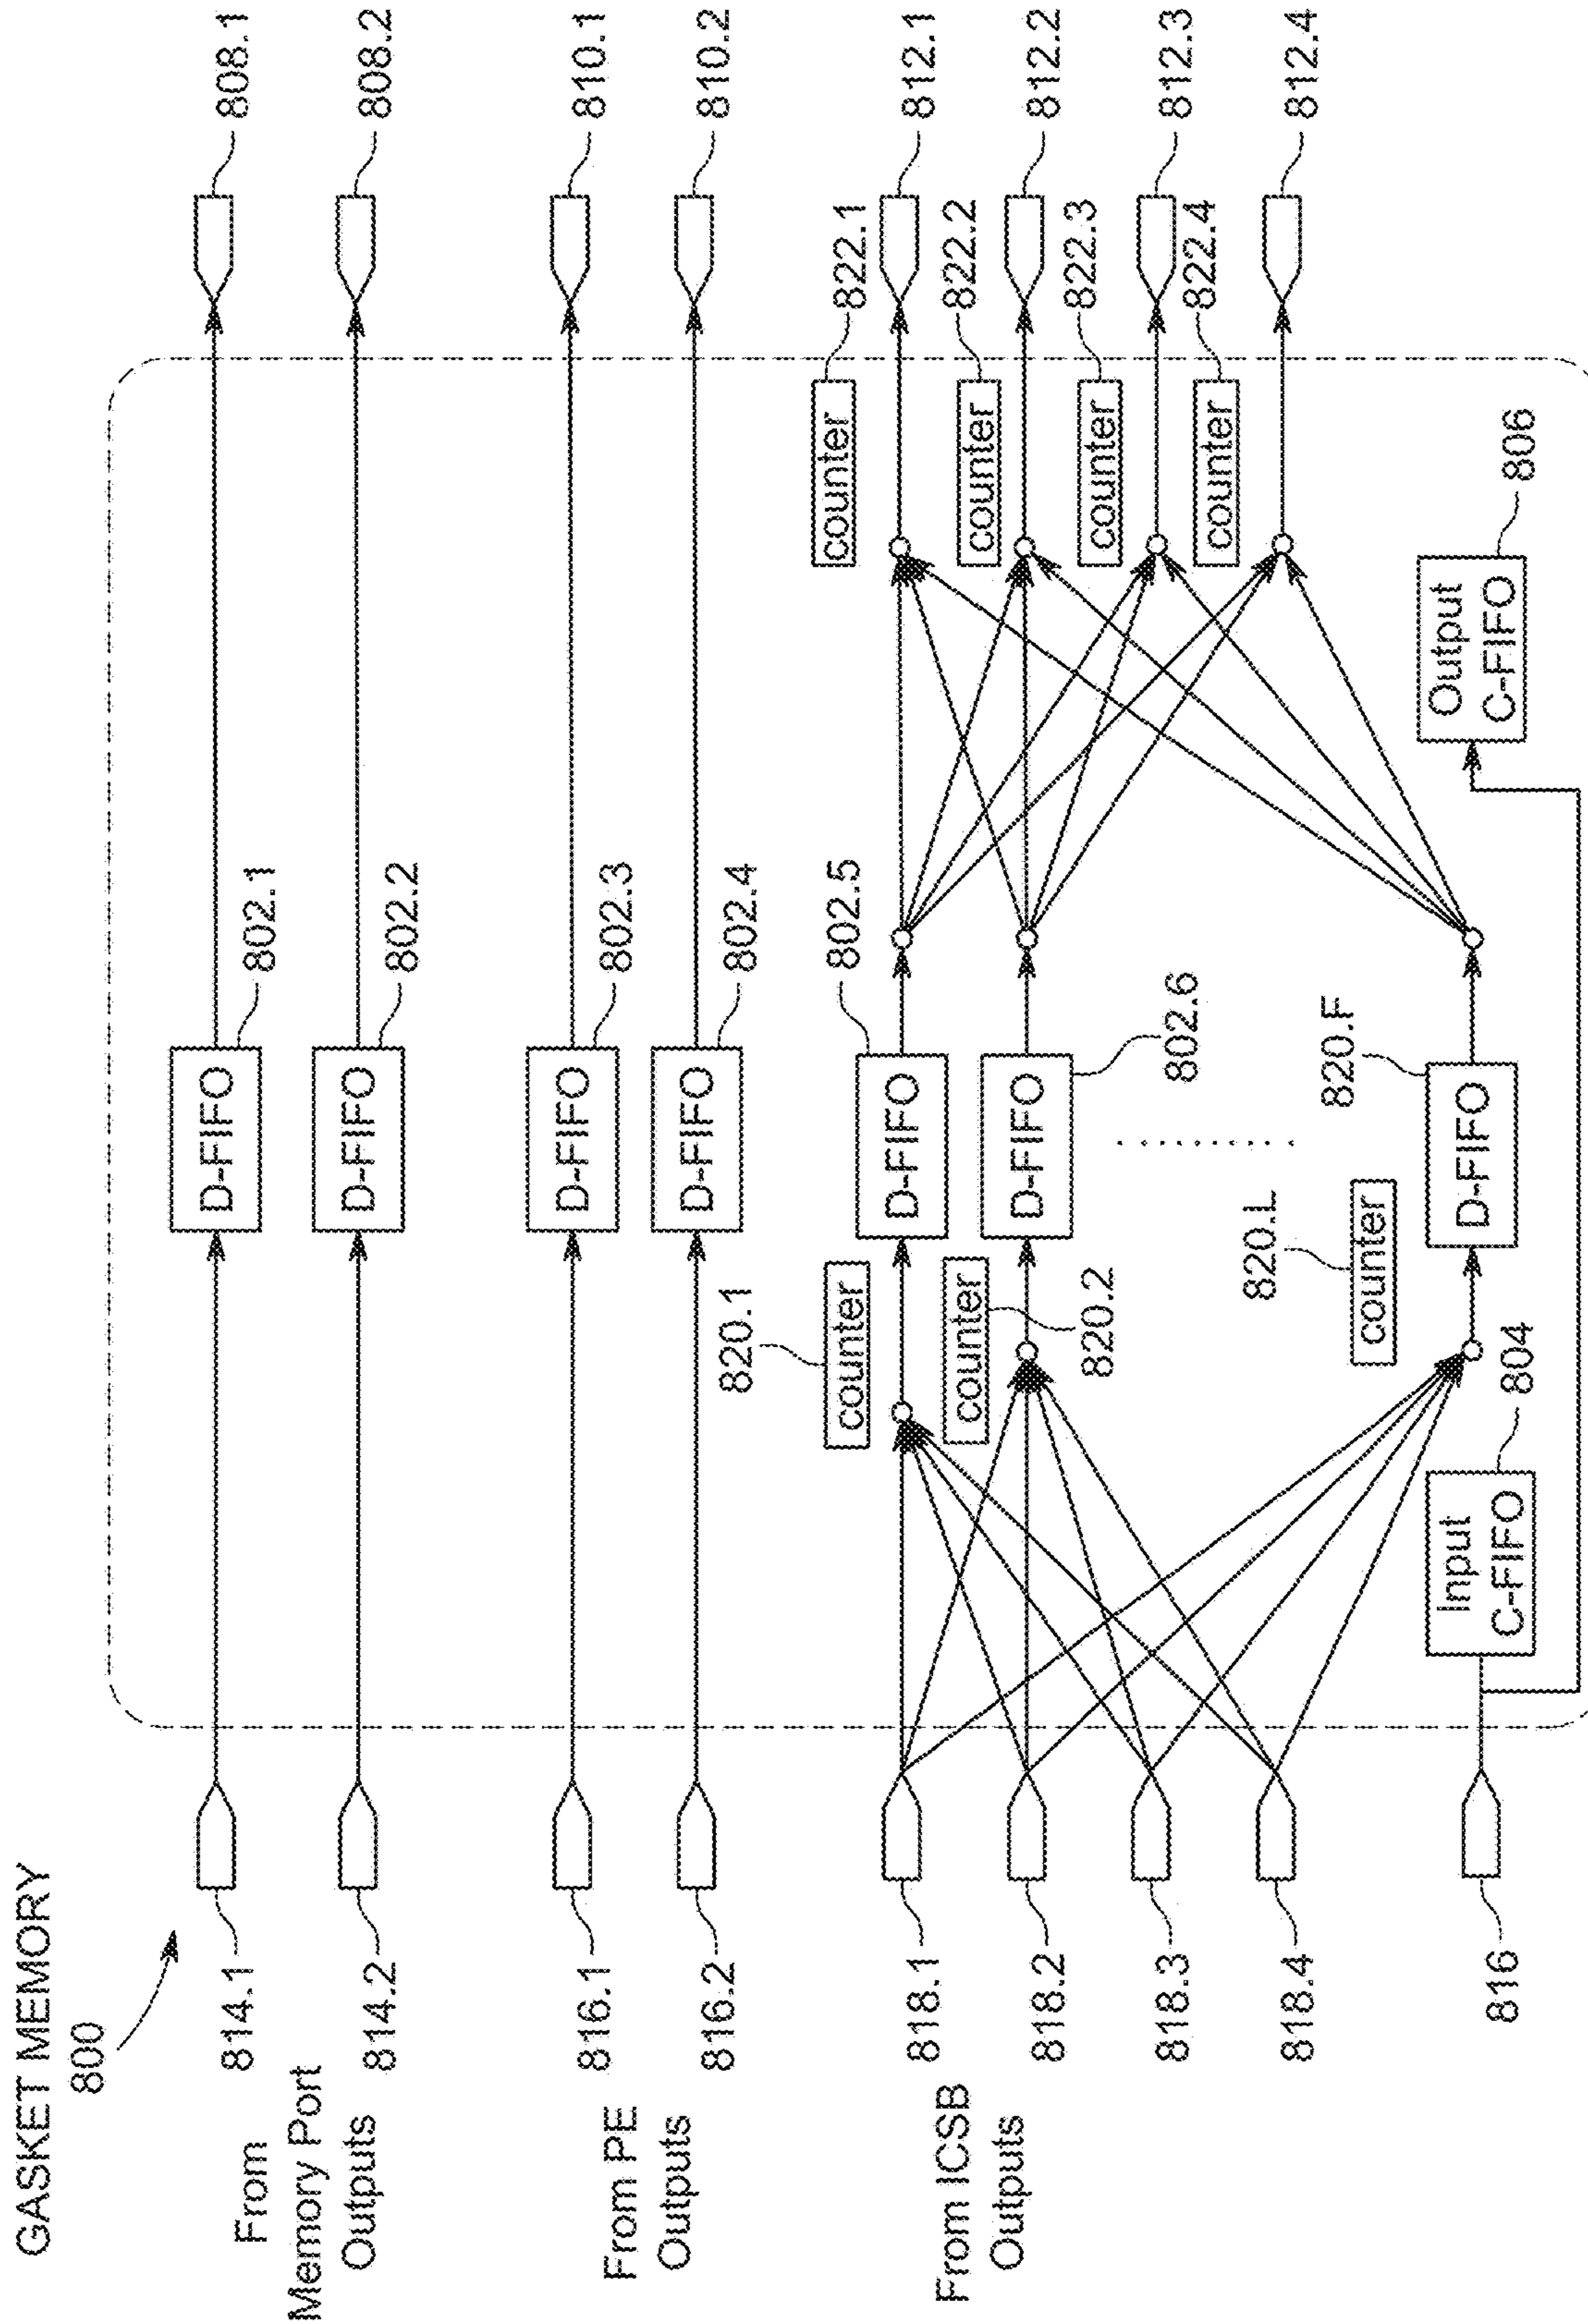 GASKET MEMORY
800
From
Memory Port
Outputs
814.1
814.2
D-FIFO
802.1
D-FIFO
802.2
808.1
808.2
From PE
Outputs
816.1
816.2
D-FIFO
802.3
D-FIFO
802.4
810.1
810.2
From ICSB
Outputs
818.1
818.2
818.3
818.4
820.1
counter
counter
820.2
820.L
counter
D-FIFO
802.5
D-FIFO
802.6
D-FIFO
820.F
counter
822.1
counter
822.2
counter
822.3
counter
822.4
812.1
812.2
812.3
812.4
816
Input
C-FIFO
804
Output
C-FIFO
806